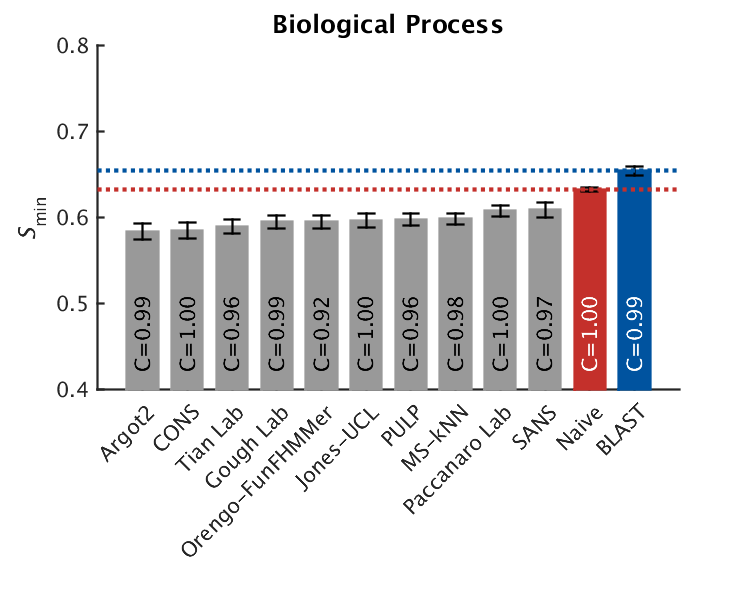 Biological Process
0.8
0.7
0.6
0.5
0.4
Smin
C=0.99
C=1.00
C=0.96
C=0.99
C=0.92
C=1.00
C=0.96
C=0.98
C=1.00
C=0.97
C=1.00
C=0.99
Argot2
CONS
Tian Lab
Gough Lab
Orengo-FunFHMMer
Jones-UCL
PULP
MS-kNN
Paccanaro Lab
SANS
Naive
BLAST